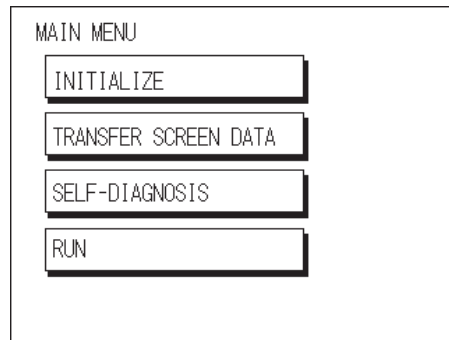 MAIN MENU
INITIALIZE
TRANSFER SCREEN DATA
SELF-DIAGNOSIS
RUN